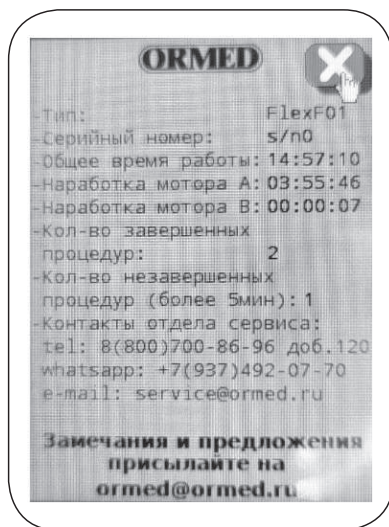 ORMED
-Тип: FlexF01
-Серийный номер: s/n0
-Общее время работы: 14:57:10
-Наработка мотора A: 03:55:46
-Наработка мотора B: 00:00:07
-Кол-во завершенных
процедур: 2
-Кол-во незавершенных
процедур (более 5мин): 1
-Контакты отдела сервиса:
tel: 8(800)700-86-96 доб.120
whatsapp: +7(937)492-07-70
e-mail: service@ormed.ru
Замечания и предложения
присылайте на
ormed@ormed.ru